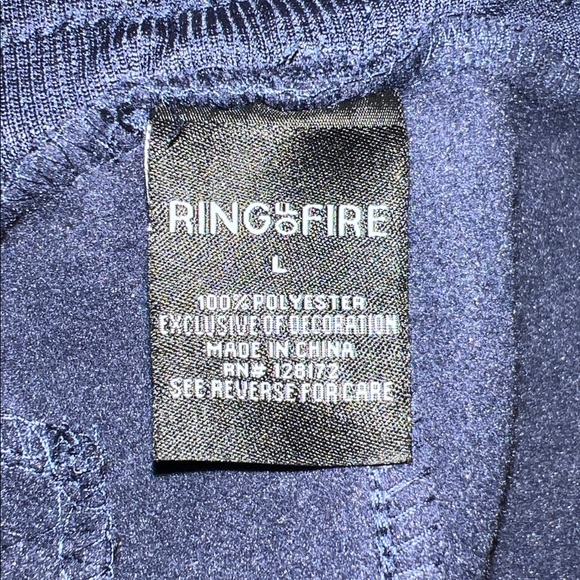 RING OF FIRE
L
100% POLYESTER
EXCLUSIVE OF DECORATION
MADE IN CHINA
RN# 128172
SEE REVERSE FOR CARE